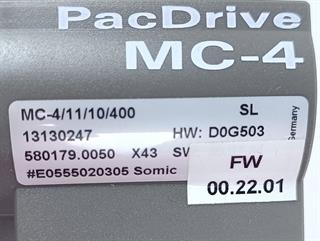 PacDrive
MC-4
MC-4/11/10/400 SL
13130247 HW: D0G503
580179.0050 X43 SW
#E0555020305 Somic
FW
00.22.01
Germany